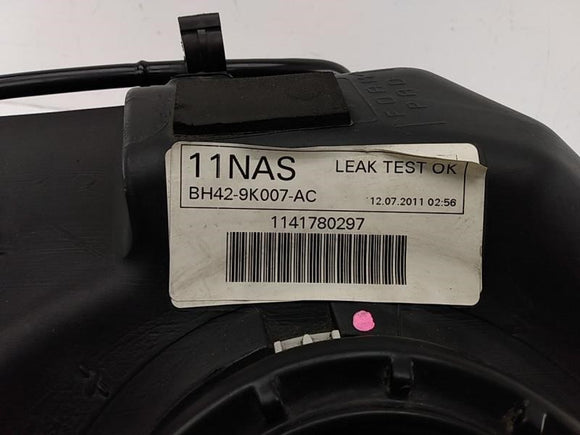 11NAS
LEAK TEST OK
BH42-9K007-AC
12.07.2011 02:56
1141780297